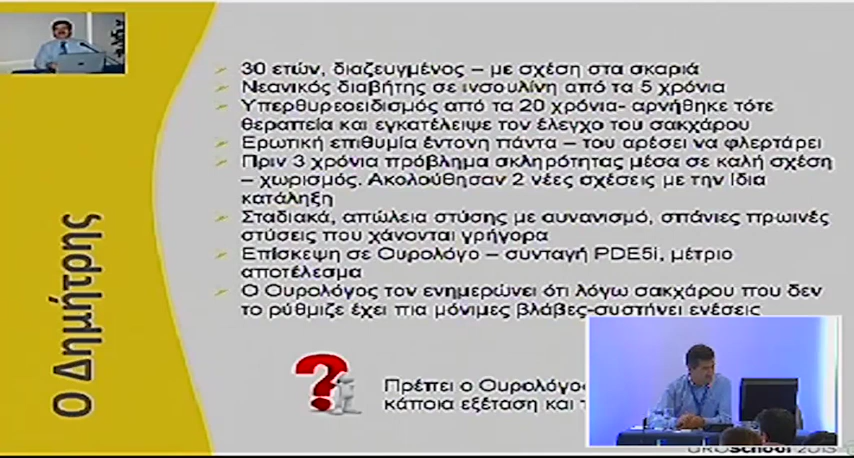 Ο Δημήτρης
30 ετών, διαζευγμένος – με σχέση στα σκαριά
Νεανικός διαβήτης σε ινσουλίνη από τα 5 χρόνια
Υπερθυρεοειδισμός από τα 20 χρόνια- αρνήθηκε τότε
θεραπεία και εγκατέλειψε τον έλεγχο του σακχάρου
Ερωτική επιθυμία έντονη πάντα – του αρέσει να φλερτάρει
Πριν 3 χρόνια πρόβλημα σκληρότητας μέσα σε καλή σχέση
– χωρισμός. Ακολούθησαν 2 νέες σχέσεις με την ίδια
κατάληξη
Σταδιακά, απώλεια στύσης με αυνανισμό, σπάνιες πρωινές
στύσεις που χάνονται γρήγορα
Επίσκεψη σε Ουρολόγο – συνταγή PDE5i, μέτριο
αποτέλεσμα
Ο Ουρολόγος τον ενημερώνει ότι λόγω σακχάρου που δεν
το ρύθμιζε έχει πια μόνιμες βλάβες-συστήνει ενέσεις
?
Πρέπει ο Ουρολόγος
κάποια εξέταση και
UROSchool 2013